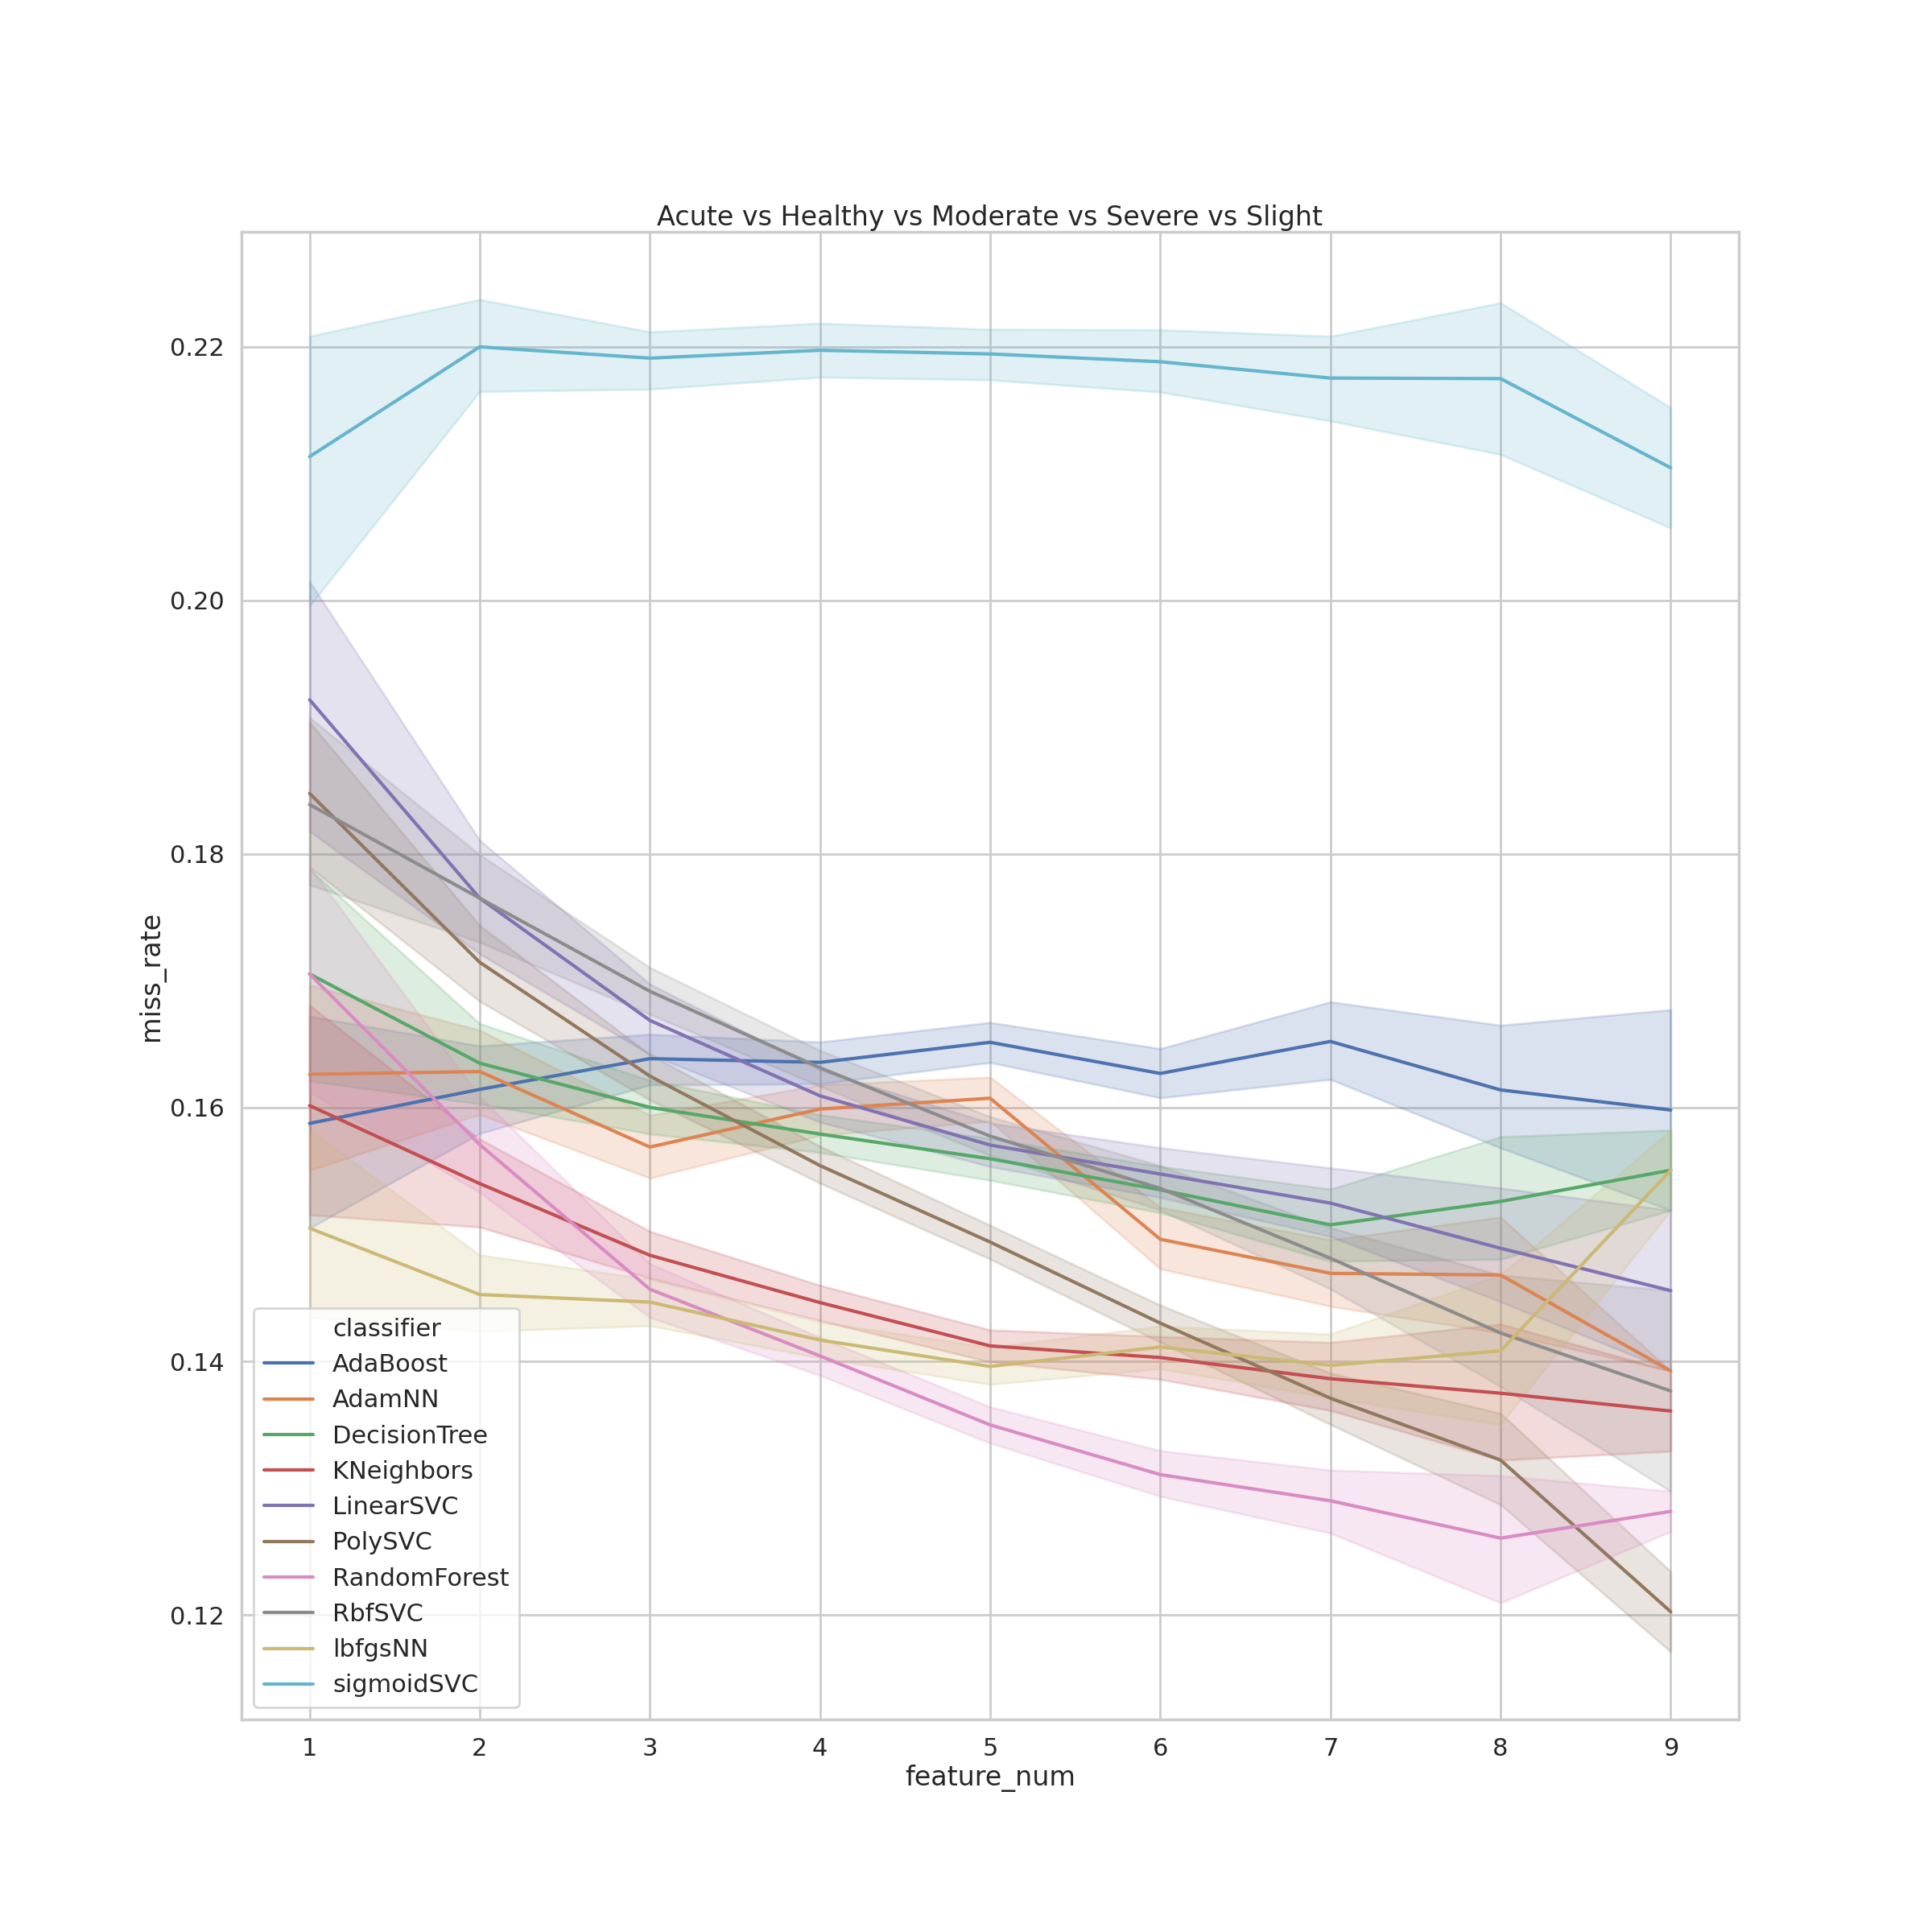 Acute vs Healthy vs Moderate vs Severe vs Slight
0.22
0.20
0.18
0.16
0.14
0.12
miss_rate
classifier
AdaBoost
AdamNN
DecisionTree
KNeighbors
LinearSVC
PolySVC
RandomForest
RbfSVC
lbfgsNN
sigmoidSVC
1 2 3 4 5 6 7 8 9
feature_num